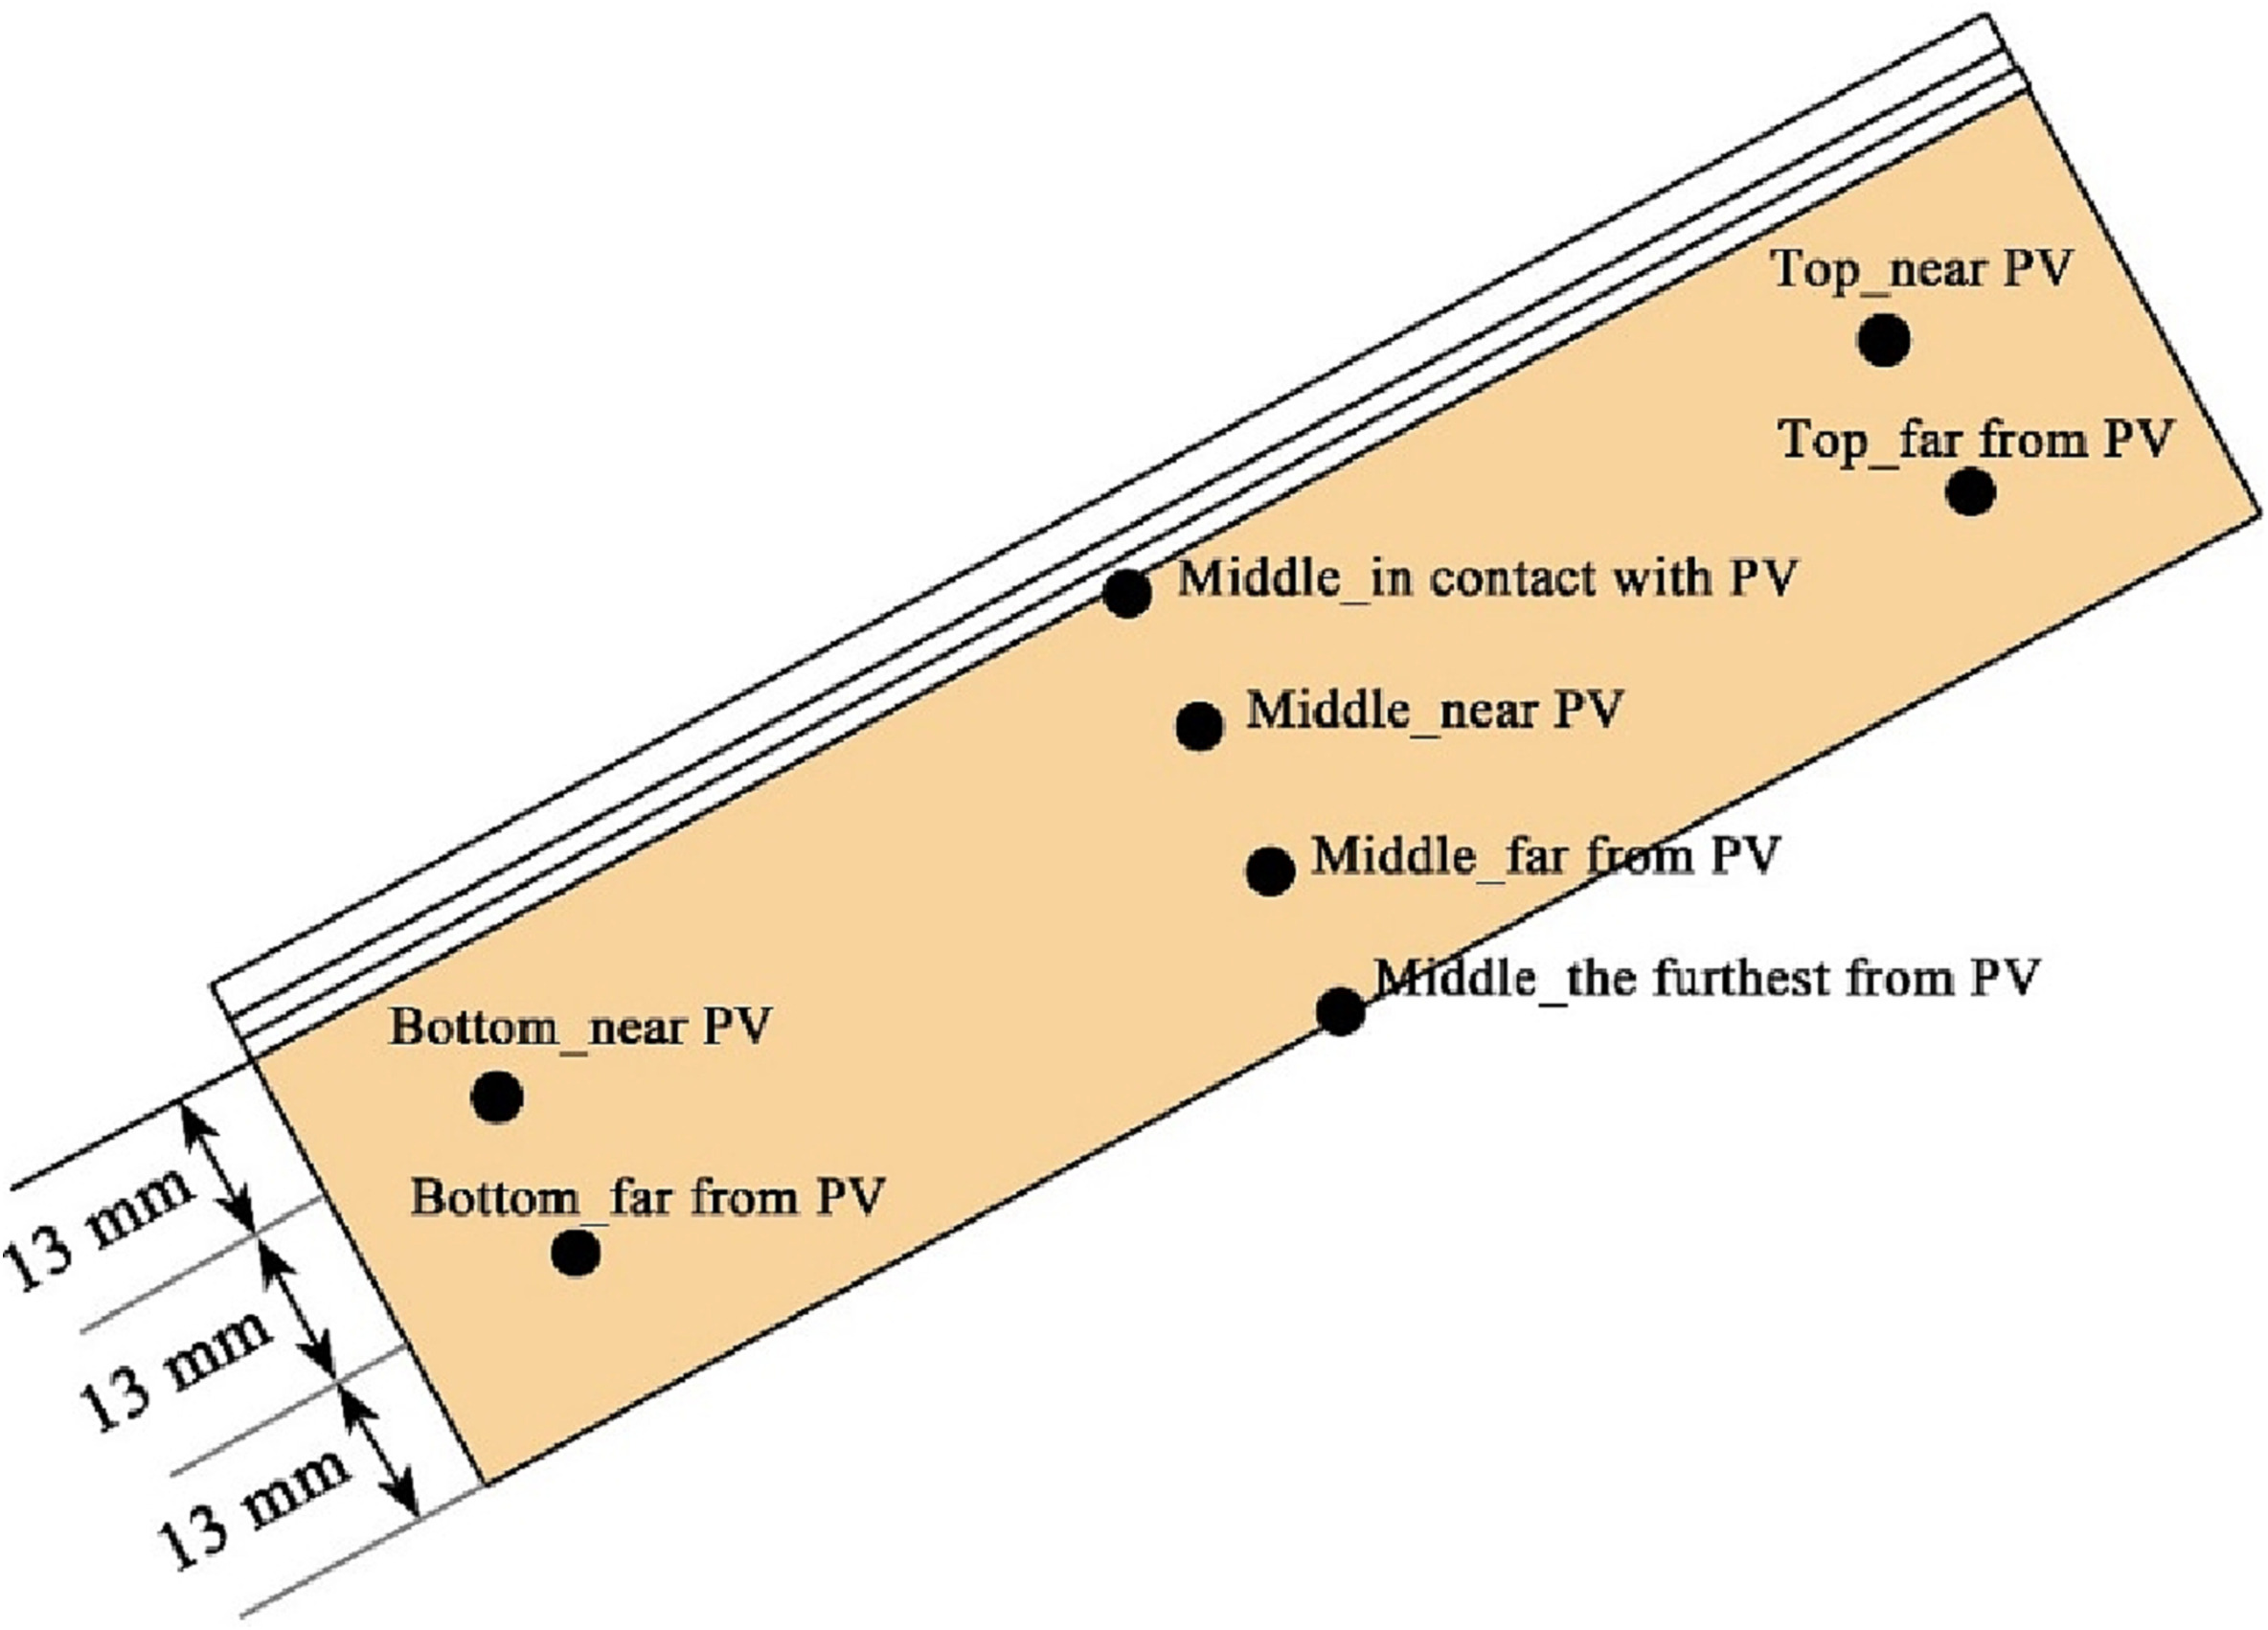 Top_near PV
Top_far from PV
Middle_in contact with PV
Middle_near PV
Middle_far from PV
Middle_the furthest from PV
Bottom_near PV
Bottom_far from PV
13 mm
13 mm
13 mm